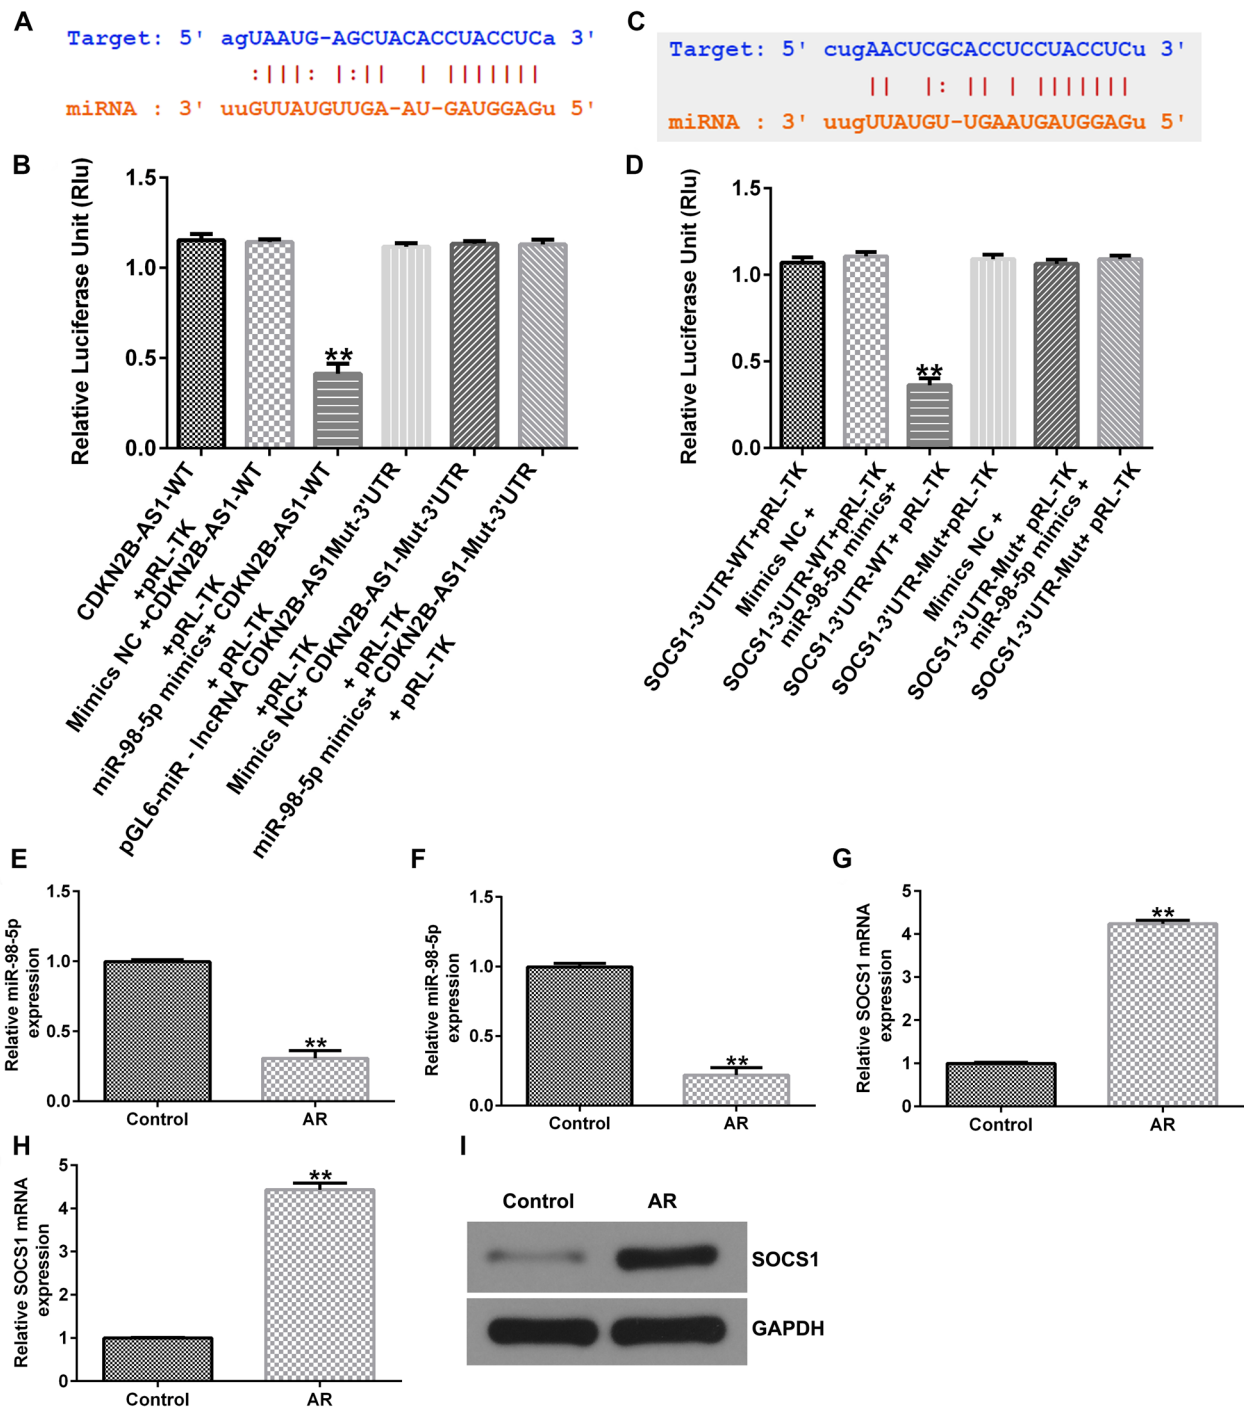 A
Target: 5' agUAAUG-AGCUACACCUACCUCa 3'
:|||: |:|| | |||||||
miRNA : 3' uuGUUAUGUUGA-AU-GAUGGAGu 5'
C
Target: 5' cugAACUCGCACCUCCUACCUCu 3'
|| |: || | |||||||
miRNA : 3' uugUUAUGU-UGAAUGAUGGAGu 5'
B
Relative Luciferase Unit (Rlu)
1.5
1.0
0.5
0.0
**
CDKN2B-AS1-WT
+pRL-TK
Mimics NC +CDKN2B-AS1-WT
+pRL-TK
miR-98-5p mimics+ CDKN2B-AS1-WT
+ pRL-TK
pGL6-miR - lncRNA CDKN2B-AS1Mut-3'UTR
+pRL-TK
Mimics NC+ CDKN2B-AS1-Mut-3'UTR
+ pRL-TK
miR-98-5p mimics+ CDKN2B-AS1-Mut-3'UTR
+ pRL-TK
D
Relative Luciferase Unit (Rlu)
1.5
1.0
0.5
0.0
**
SOCS1-3'UTR-WT+pRL-TK
Mimics NC +
SOCS1-3'UTR-WT+pRL-TK
miR-98-5p mimics+
SOCS1-3'UTR-WT+ pRL-TK
SOCS1-3'UTR-Mut+pRL-TK
Mimics NC +
SOCS1-3'UTR-Mut+ pRL-TK
miR-98-5p mimics +
SOCS1-3'UTR-Mut+ pRL-TK
E
Relative miR-98-5p
expression
1.5
1.0
0.5
0.0
**
Control
AR
F
Relative miR-98-5p
expression
1.5
1.0
0.5
0.0
**
Control
AR
G
Relative SOCS1 mRNA
expression
5
4
3
2
1
0
**
Control
AR
H
Relative SOCS1 mRNA
expression
5
4
3
2
1
0
**
Control
AR
I
Control AR
SOCS1
GAPDH